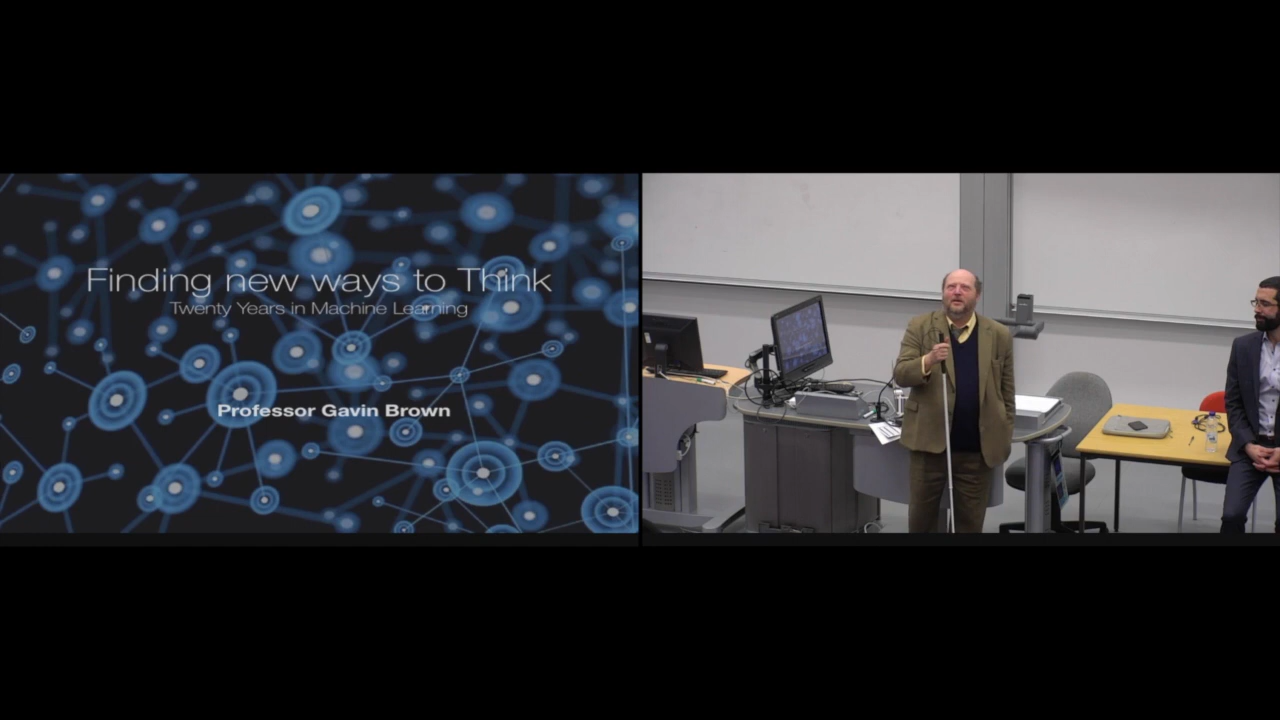 Finding new ways to Think
Twenty Years in Machine Learning
Professor Gavin Brown